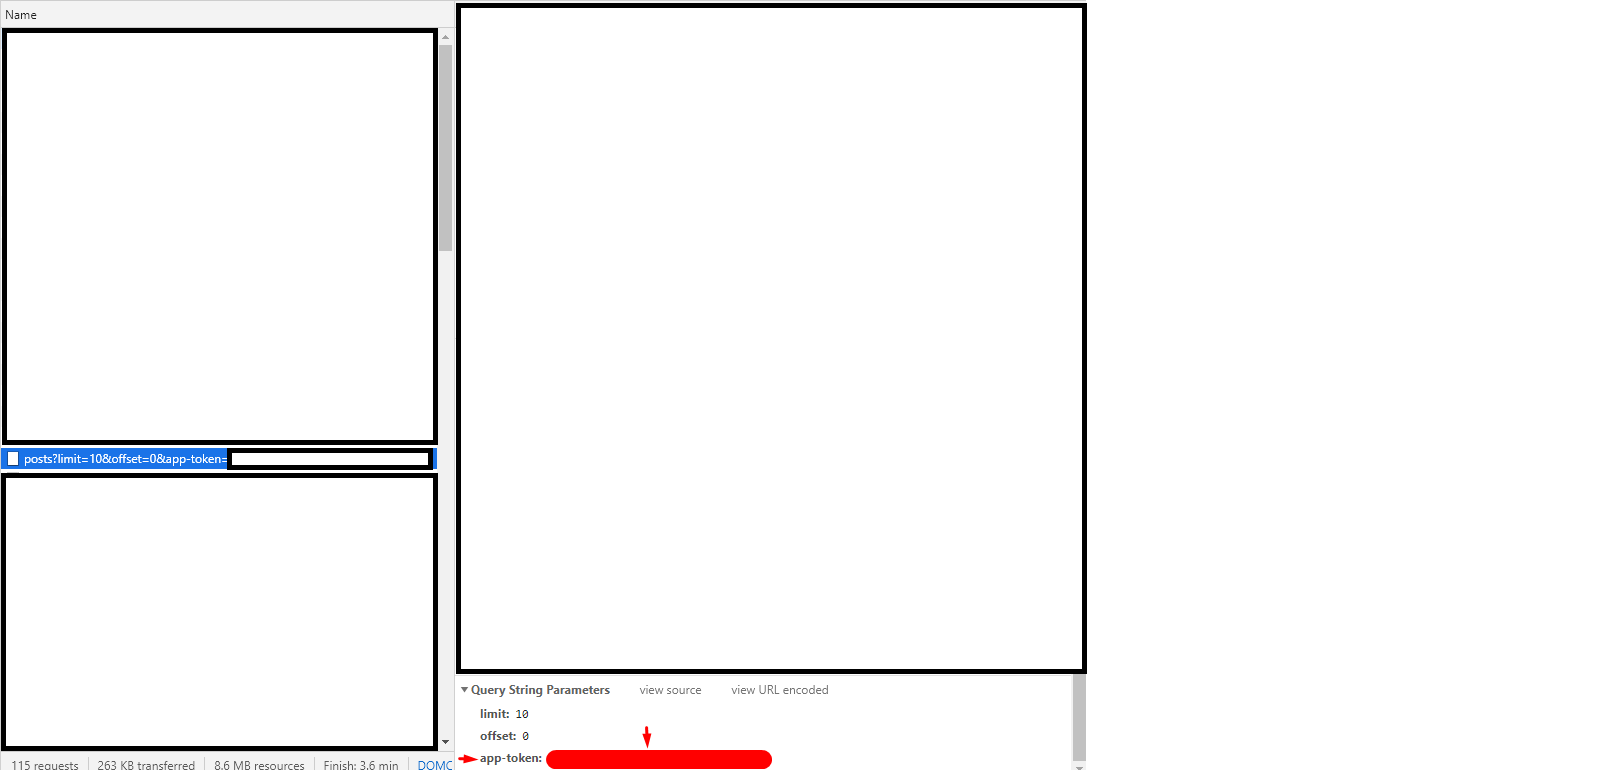 Name
posts?limit=10&offset=0&app-token=
Query String Parameters view source view URL encoded
limit: 10
offset: 0
app-token:
115 requests 263 KB transferred 8.6 MB resources Finish: 3.6 min DOMC